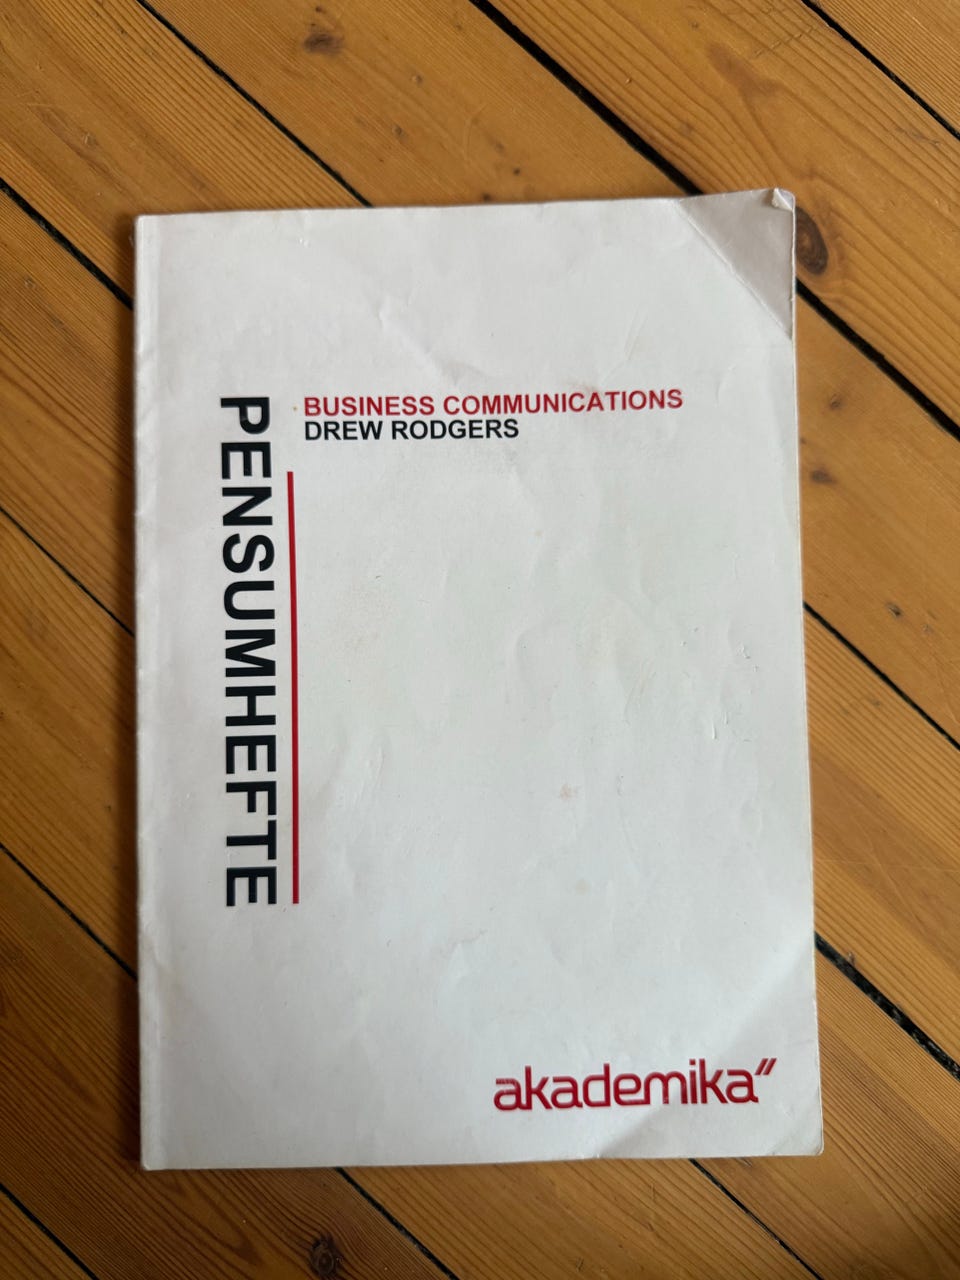 PENSUMHEFTE
BUSINESS COMMUNICATIONS
DREW RODGERS
akademika"